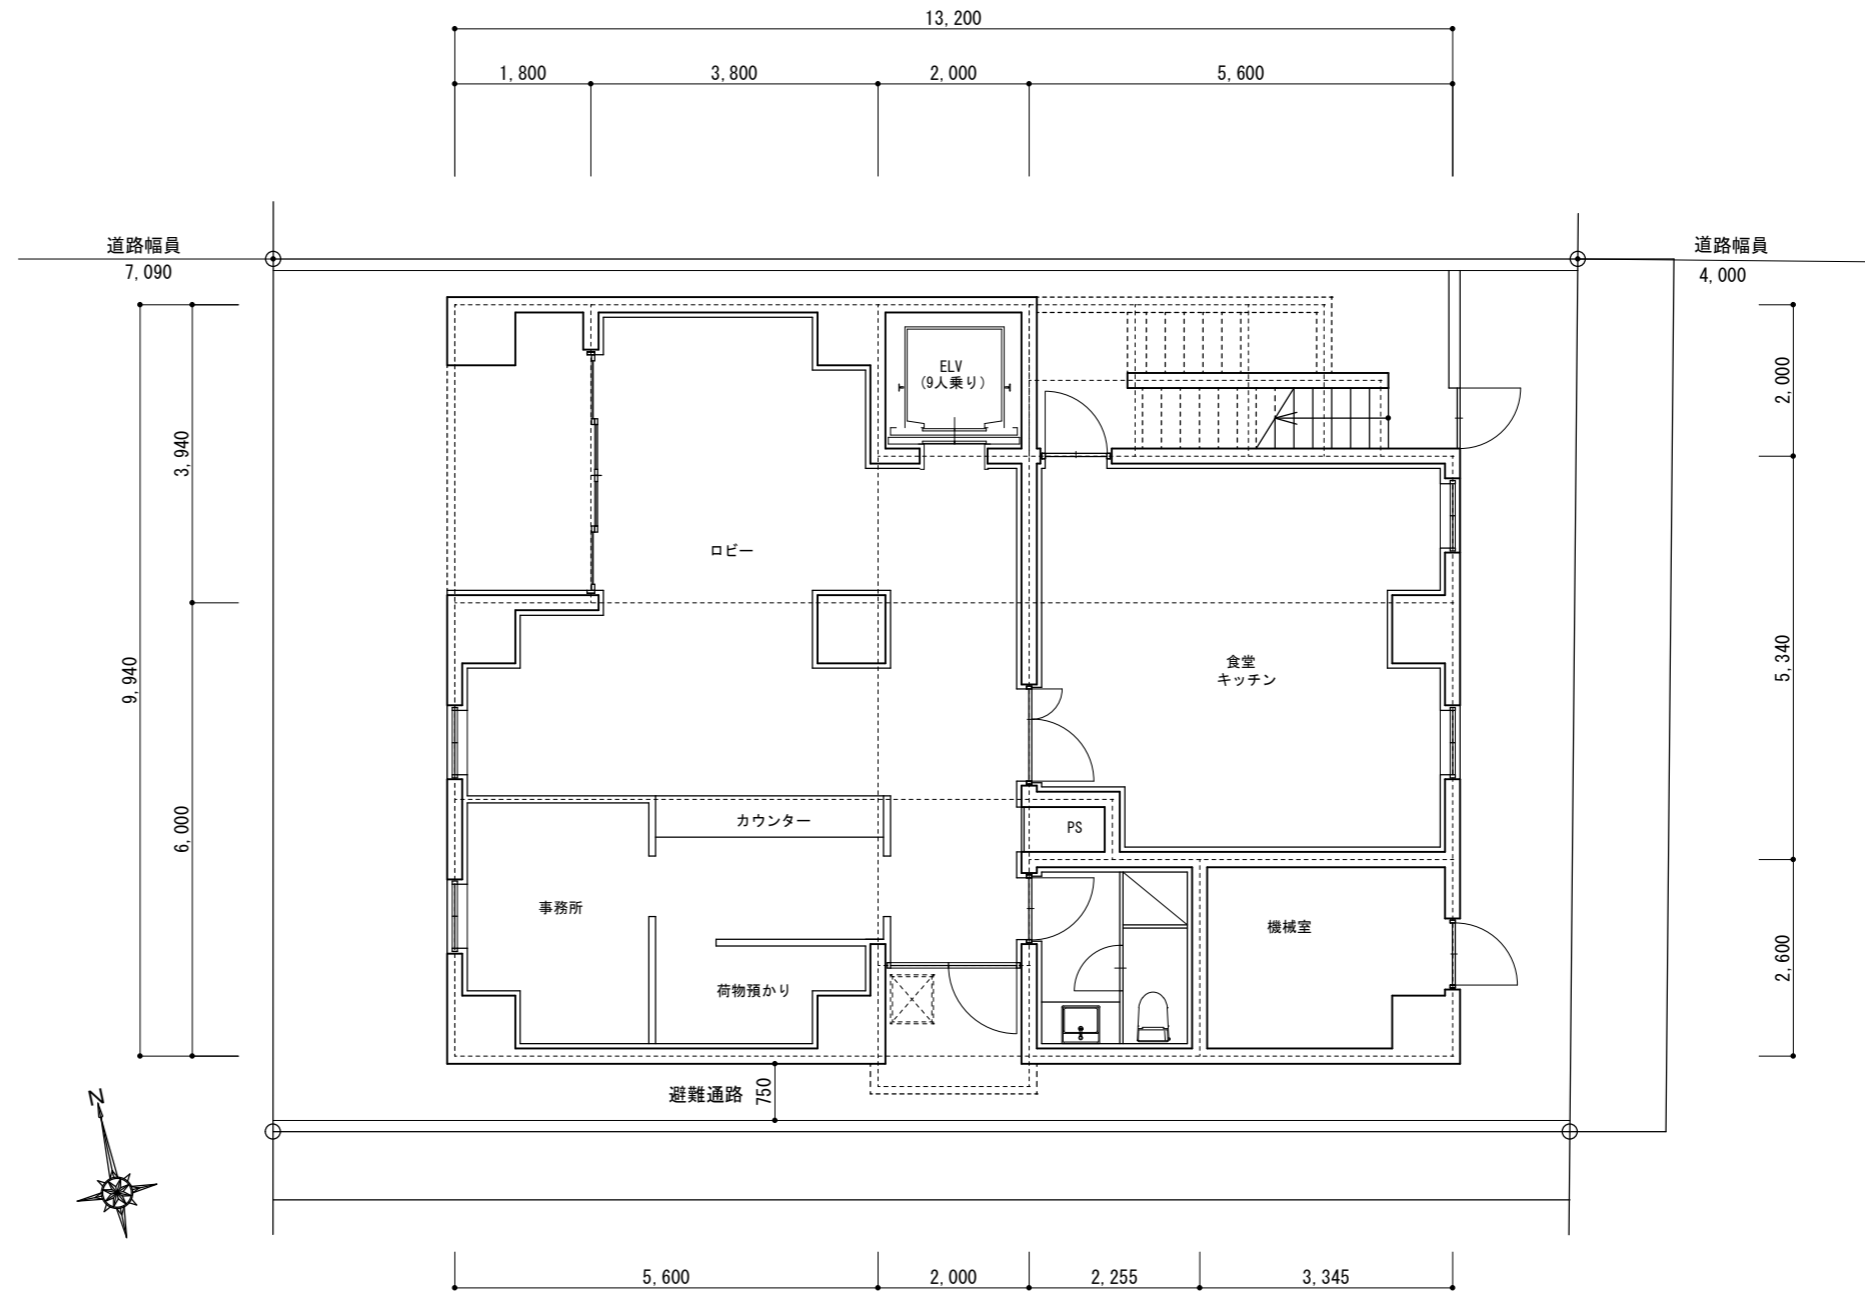 13,200
1,800
3,800
2,000
5,600
道路幅員
7,090
道路幅員
4,000
ELV
(9人乗り)
2,000
3,940
ロビー
9,940
食堂
キッチン
5,340
6,000
カウンター
PS
事務所
機械室
荷物預かり
2,600
避難通路
750
N
5,600
2,000
2,255
3,345